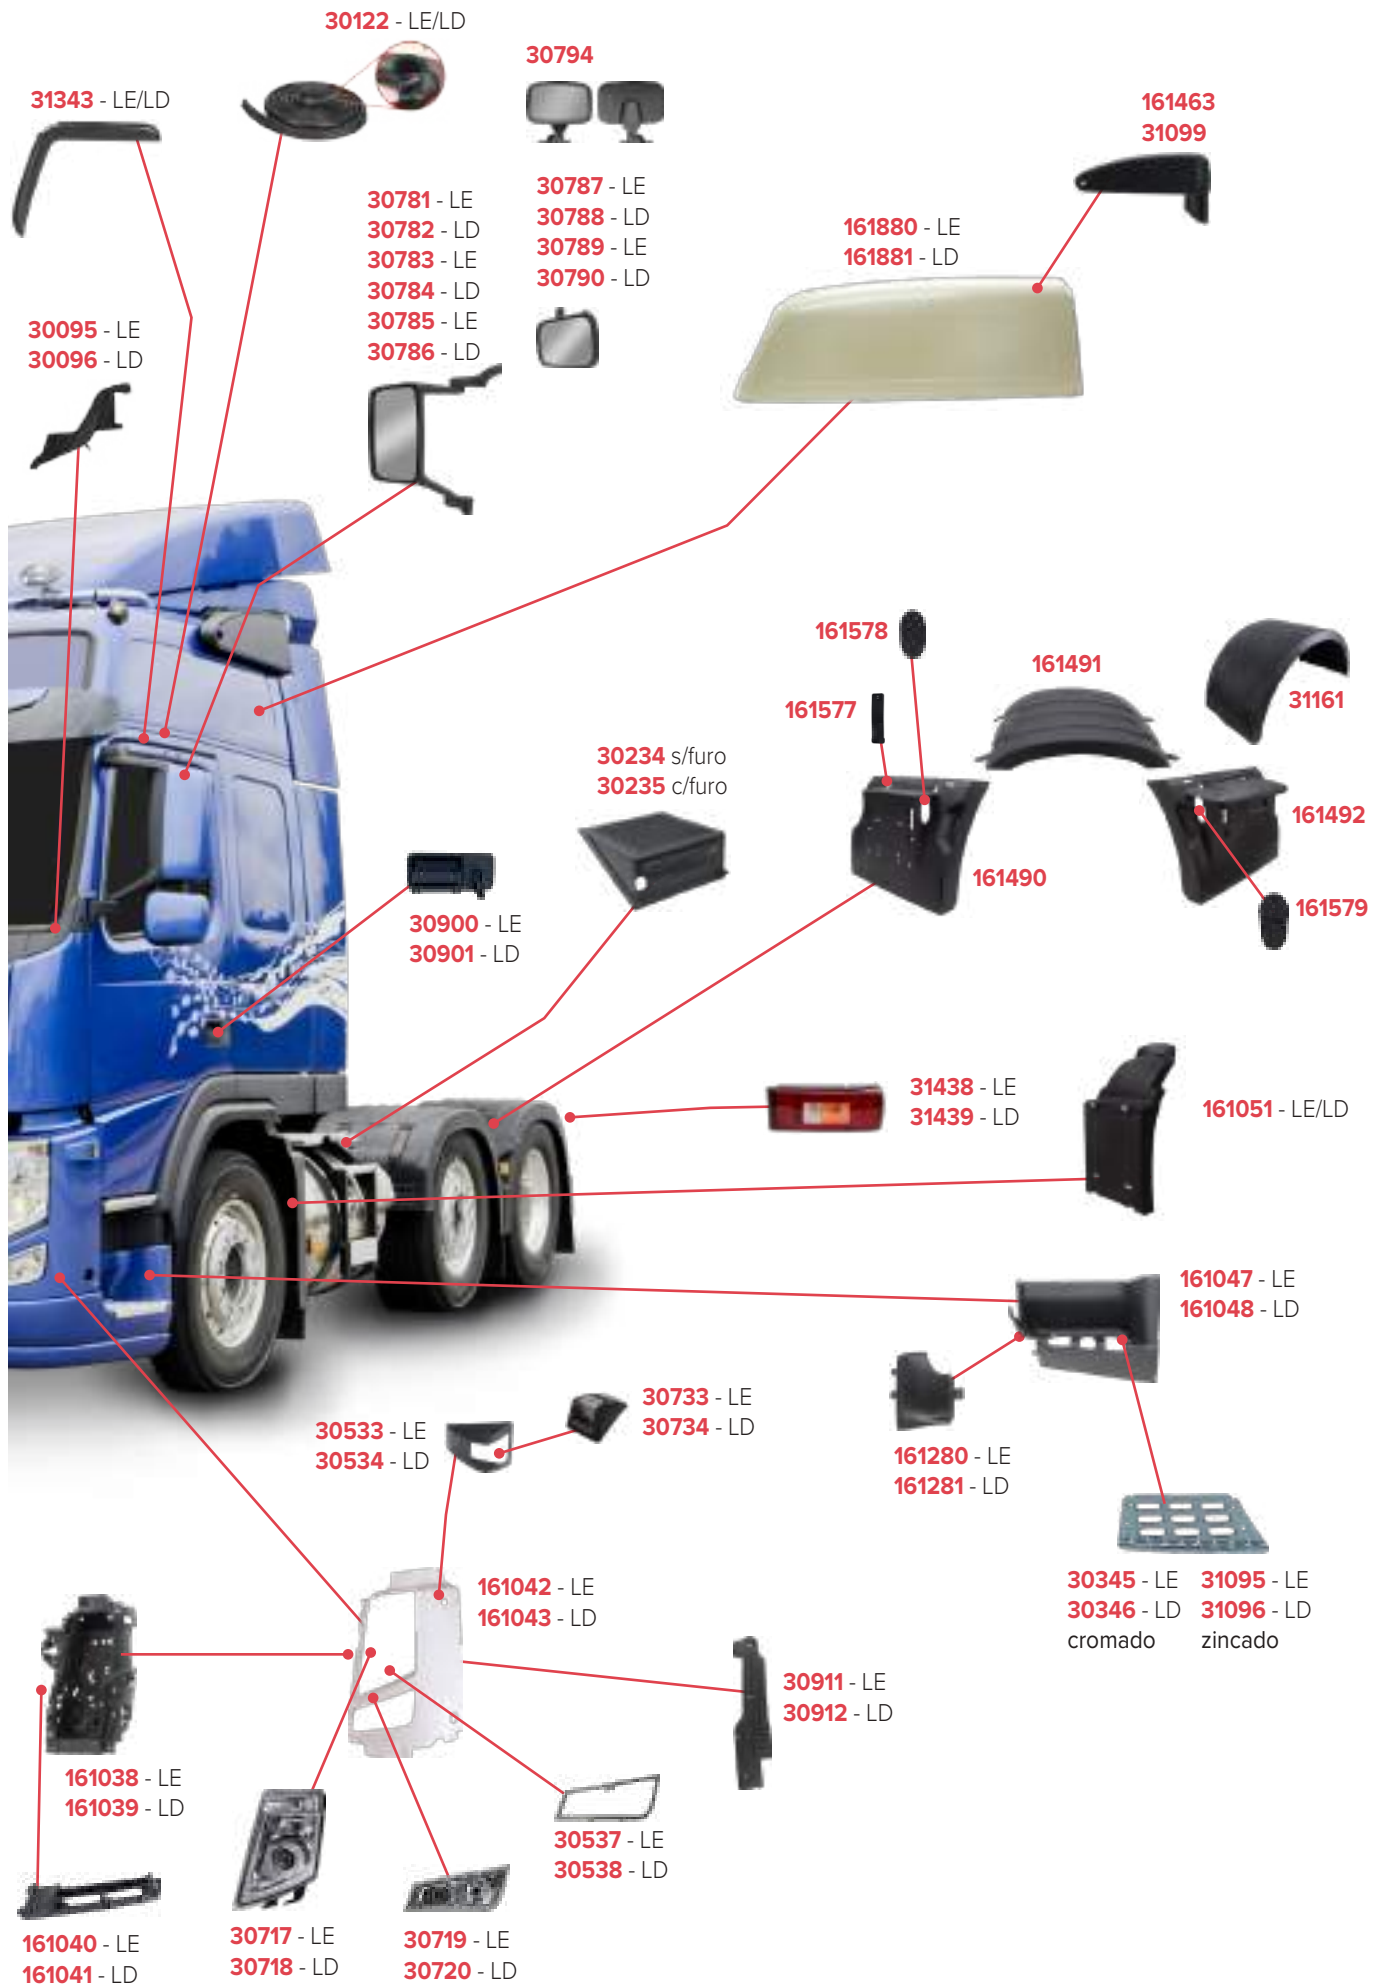 30122 - LE/LD
30794
31343 - LE/LD
161463
31099
30781 - LE
30782 - LD
30783 - LE
30784 - LD
30785 - LE
30786 - LD
30787 - LE
30788 - LD
30789 - LE
30790 - LD
161880 - LE
161881 - LD
30095 - LE
30096 - LD
161578
161491
161577
31161
30234 s/furo
30235 c/furo
161492
161490
161579
30900 - LE
30901 - LD
31438 - LE
31439 - LD
161051 - LE/LD
161047 - LE
161048 - LD
30733 - LE
30734 - LD
30533 - LE
30534 - LD
161280 - LE
161281 - LD
161042 - LE
161043 - LD
30345 - LE
30346 - LD
cromado
31095 - LE
31096 - LD
zincado
30911 - LE
30912 - LD
161038 - LE
161039 - LD
30537 - LE
30538 - LD
161040 - LE
161041 - LD
30717 - LE
30718 - LD
30719 - LE
30720 - LD